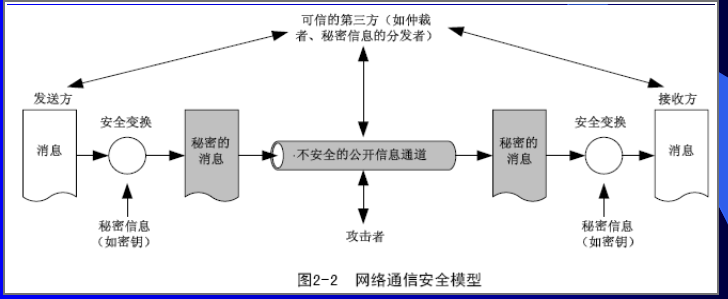 可信的第三方（如仲裁
者、秘密信息的分发者）
发送方
接收方
安全变换
安全变换
消息
秘密的
消息
不安全的公开信息通道
秘密的
消息
消息
秘密信息
（如密钥）
攻击者
秘密信息
（如密钥）
图2-2 网络通信安全模型